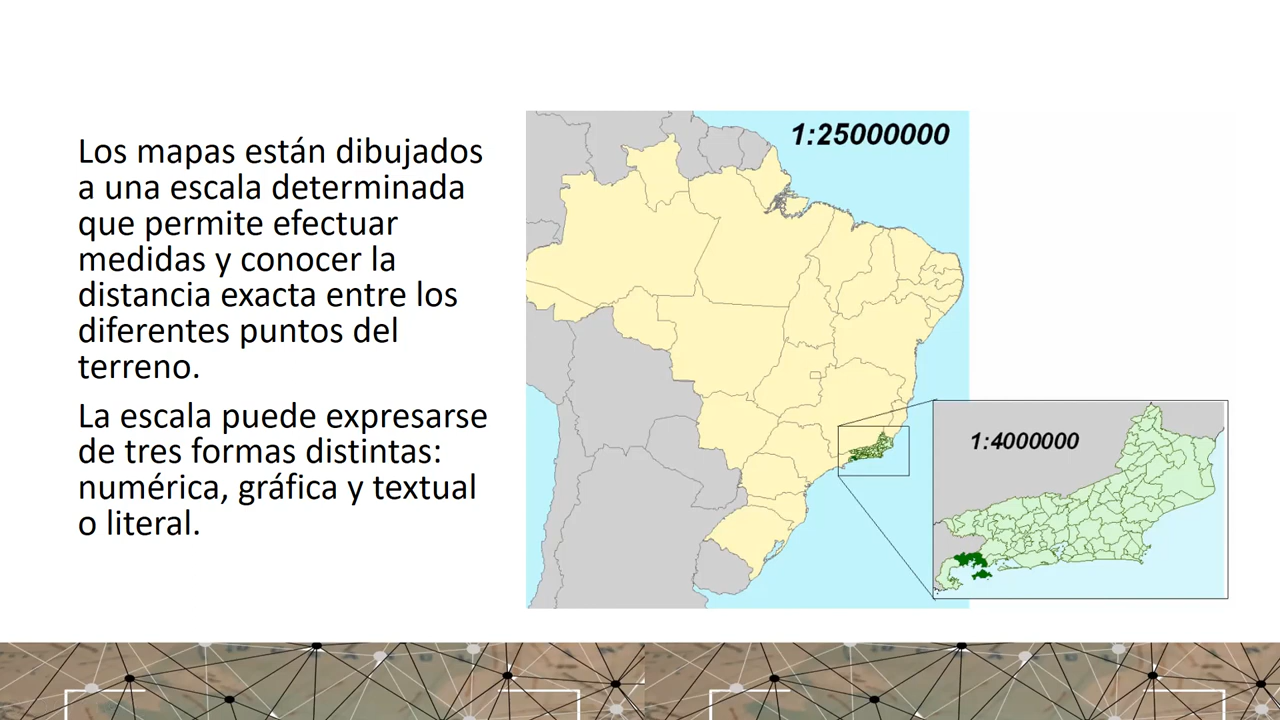 Los mapas están dibujados
a una escala determinada
que permite efectuar
medidas y conocer la
distancia exacta entre los
diferentes puntos del
terreno.
La escala puede expresarse
de tres formas distintas:
numérica, gráfica y textual
o literal.
1:25000000
1:4000000